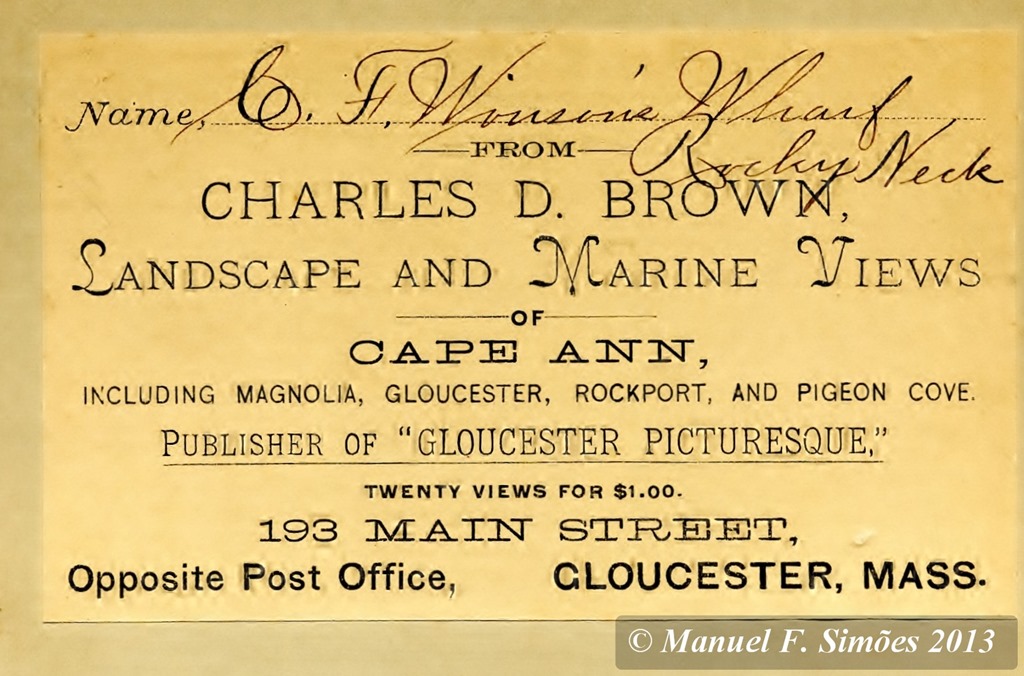 Name, C. F. Wonson's Wharf
Rocky Neck
FROM
CHARLES D. BROWN,
LANDSCAPE AND MARINE VIEWS
OF
CAPE ANN,
INCLUDING MAGNOLIA, GLOUCESTER, ROCKPORT, AND PIGEON COVE.
PUBLISHER OF "GLOUCESTER PICTURESQUE,"
TWENTY VIEWS FOR $1.00.
193 MAIN STREET,
Opposite Post Office, GLOUCESTER, MASS.
© Manuel F. Simões 2013